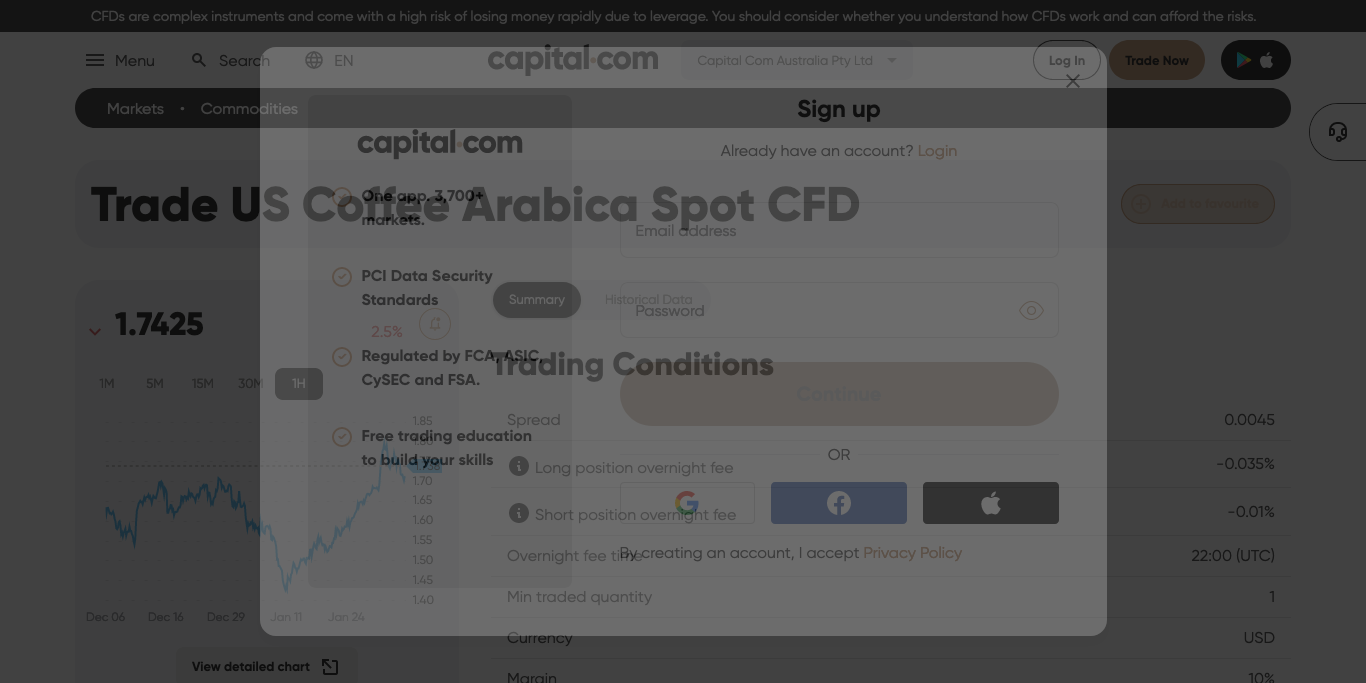 CFDs are complex instruments and come with a high risk of losing money rapidly due to leverage. You should consider whether you understand how CFDs work and can afford the risks.
Menu Search EN capital.com Capital Com Australia Pty Ltd Log In Trade Now
Markets • Commodities
Sign up
Already have an account? Login
capital.com
One app. 3,700+
markets.
PCI Data Security
Standards
Regulated by FCA, ASIC,
CySEC and FSA.
Free trading education
to build your skills
Email address
Password
Continue
OR
By creating an account, I accept Privacy Policy
Trade US Coffee Arabica Spot CFD
Add to favourite
1.7425
2.5%
1M 5M 15M 30M 1H
1.85
1.80
1.70
1.65
1.60
1.55
1.50
1.45
1.40
Dec 06 Dec 16 Dec 29 Jan 11 Jan 24
View detailed chart
Summary Historical Data
Trading Conditions
Spread 0.0045
Long position overnight fee -0.035%
Short position overnight fee -0.01%
Overnight fee time 22:00 (UTC)
Min traded quantity 1
Currency USD
Margin 10%